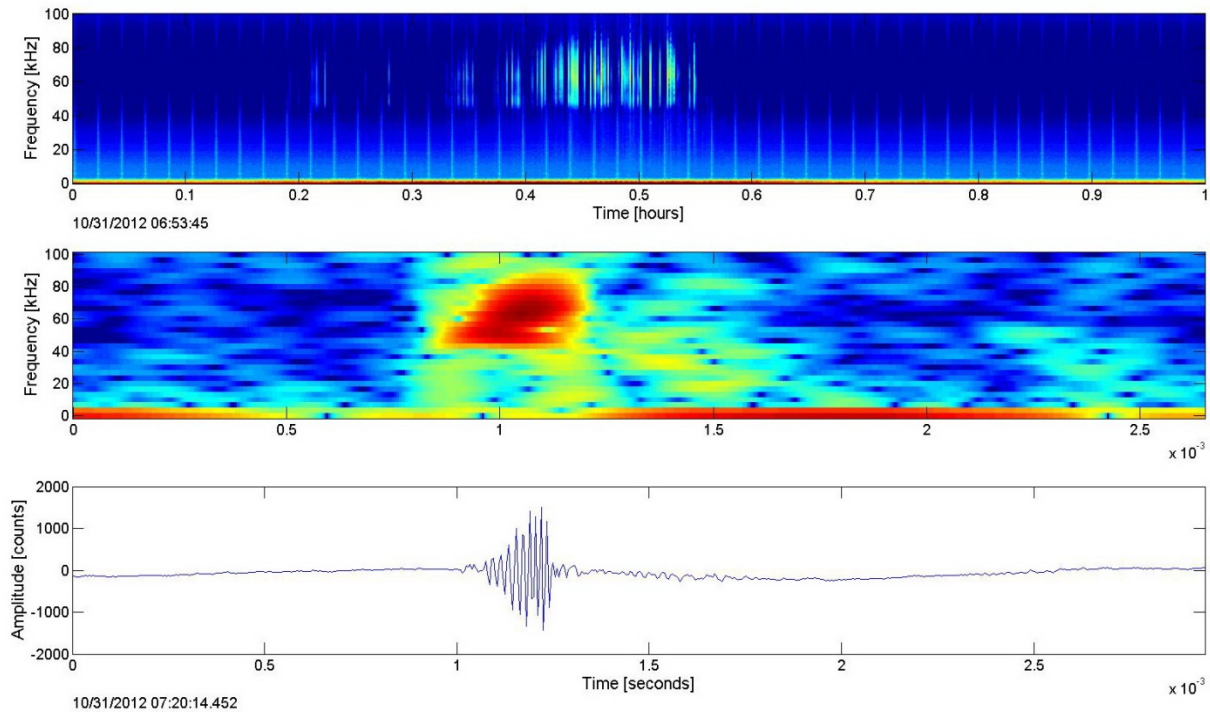 Frequency [kHz]
100
80
60
40
20
0
0 0.1 0.2 0.3 0.4 0.5 0.6 0.7 0.8 0.9 1
Time [hours]
10/31/2012 06:53:45
Frequency [kHz]
100
80
60
40
20
0
0 0.5 1 1.5 2 2.5
x 10-3
Amplitude [counts]
2000
1000
0
-1000
-2000
0 0.5 1 1.5 2 2.5
Time [seconds]
x 10-3
10/31/2012 07:20:14.452